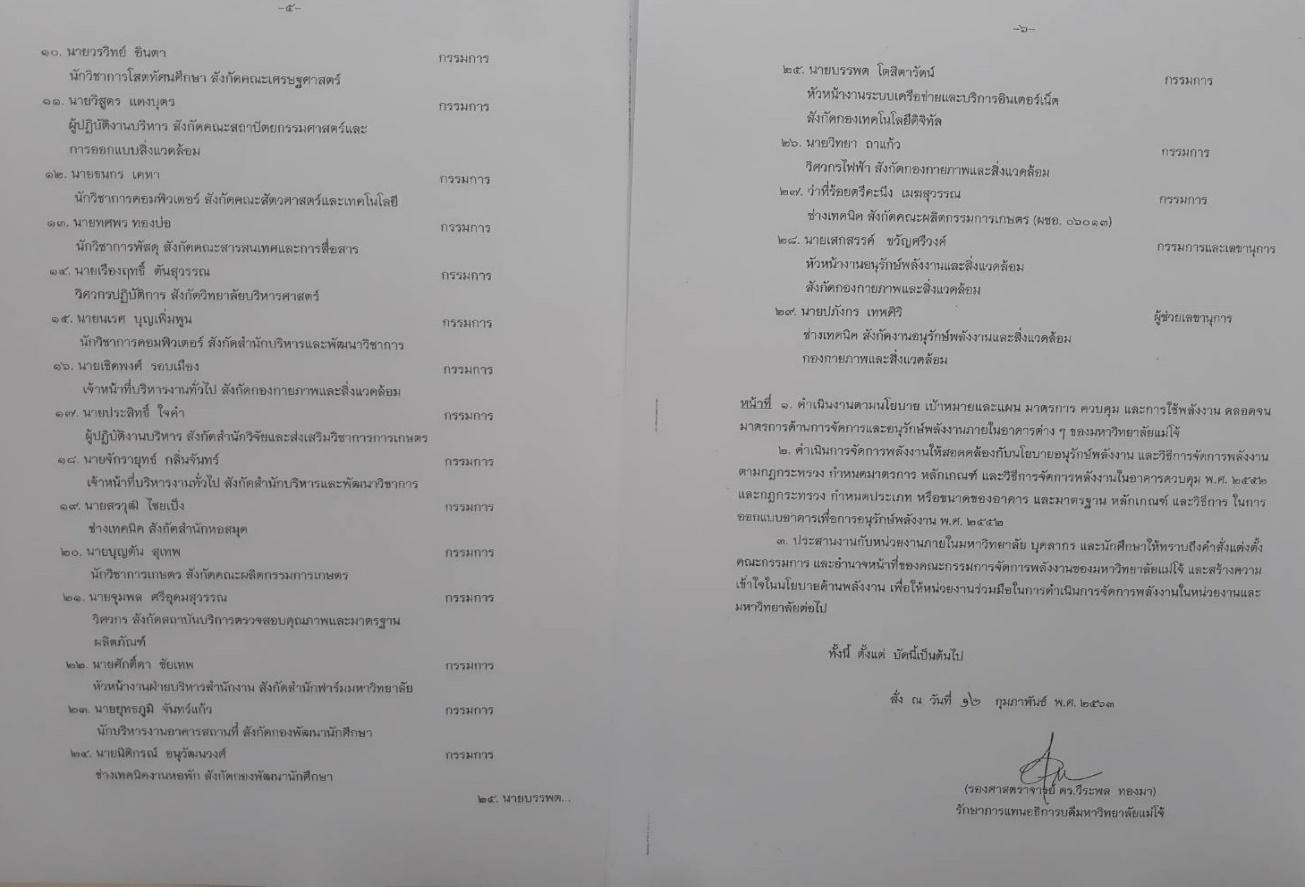 -๕-
๑๐. นายวรวิทย์ อินตา กรรมการ
นักวิชาการโสตทัศนศึกษา สังกัดคณะเศรษฐศาสตร์
๑๑. นายวิสูตร แตงบุตร กรรมการ
ผู้ปฏิบัติงานบริหาร สังกัดคณะสถาปัตยกรรมศาสตร์และ
การออกแบบสิ่งแวดล้อม
๑๒. นายธนกร เคหา กรรมการ
นักวิชาการคอมพิวเตอร์ สังกัดคณะสัตวศาสตร์และเทคโนโลยี
๑๓. นายทศพร ทองบ่อ กรรมการ
นักวิชาการพัสดุ สังกัดคณะสารสนเทศและการสื่อสาร
๑๔. นายเรืองฤทธิ์ ตันสุวรรณ กรรมการ
วิศวกรปฏิบัติการ สังกัดวิทยาลัยบริหารศาสตร์
๑๕. นายนเรศ บุญเพิ่มพูน กรรมการ
นักวิชาการคอมพิวเตอร์ สังกัดสำนักบริหารและพัฒนาวิชาการ
๑๖. นายเชิดพงศ์ รอบเมือง กรรมการ
เจ้าหน้าที่บริหารงานทั่วไป สังกัดกองกายภาพและสิ่งแวดล้อม
๑๗. นายประสิทธิ์ ใจคำ กรรมการ
ผู้ปฏิบัติงานบริหาร สังกัดสำนักวิจัยและส่งเสริมวิชาการการเกษตร
๑๘. นายจักรายุทธ์ กลิ่นจันทร์ กรรมการ
เจ้าหน้าที่บริหารงานทั่วไป สังกัดสำนักบริหารและพัฒนาวิชาการ
๑๙. นายสรวุฒิ ไชยเป็ง กรรมการ
ช่างเทคนิค สังกัดสำนักหอสมุด
๒๐. นายบุญตัน สุเทพ กรรมการ
นักวิชาการเกษตร สังกัดคณะผลิตกรรมการเกษตร
๒๑. นายจุมพล ศรีอุดมสุวรรณ กรรมการ
วิศวกร สังกัดสถาบันบริการตรวจสอบคุณภาพและมาตรฐาน
ผลิตภัณฑ์
๒๒. นายศักดิ์ดา ชัยเทพ กรรมการ
หัวหน้างานฝ่ายบริหารสำนักงาน สังกัดสำนักฟาร์มมหาวิทยาลัย
๒๓. นายยุทธภูมิ จันทร์แก้ว กรรมการ
นักบริหารงานอาคารสถานที่ สังกัดกองพัฒนานักศึกษา
๒๔. นายนิติกรณ์ อนุวัฒนวงศ์ กรรมการ
ช่างเทคนิคงานหอพัก สังกัดกองพัฒนานักศึกษา
๒๕. นายบรรพต...
-๖-
๒๕. นายบรรพต โตสิตารัตน์ กรรมการ
หัวหน้างานระบบเครือข่ายและบริการอินเตอร์เน็ต
สังกัดกองเทคโนโลยีดิจิทัล
๒๖. นายวิทยา ถาแก้ว กรรมการ
วิศวกรไฟฟ้า สังกัดกองกายภาพและสิ่งแวดล้อม
๒๗. ว่าที่ร้อยตรีคะนึง เมฆสุวรรณ กรรมการ
ช่างเทคนิค สังกัดคณะผลิตกรรมการเกษตร (ผชอ. ๐๖๐๑๓)
๒๘. นายเสกสรรค์ ขวัญศรีวงค์ กรรมการและเลขานุการ
หัวหน้างานอนุรักษ์พลังงานและสิ่งแวดล้อม
สังกัดกองกายภาพและสิ่งแวดล้อม
๒๙. นายปภังกร เทพศิริ ผู้ช่วยเลขานุการ
ช่างเทคนิค สังกัดงานอนุรักษ์พลังงานและสิ่งแวดล้อม
กองกายภาพและสิ่งแวดล้อม
หน้าที่ ๑. ดำเนินงานตามนโยบาย เป้าหมายและแผน มาตรการ ควบคุม และการใช้พลังงาน ตลอดจน
มาตรการด้านการจัดการและอนุรักษ์พลังงานภายในอาคารต่าง ๆ ของมหาวิทยาลัยแม่โจ้
๒. ดำเนินการจัดการพลังงานให้สอดคล้องกับนโยบายอนุรักษ์พลังงาน และวิธีการจัดการพลังงาน
ตามกฎกระทรวง กำหนดมาตรการ หลักเกณฑ์ และวิธีการจัดการพลังงานในอาคารควบคุม พ.ศ. ๒๕๕๒
และกฎกระทรวง กำหนดประเภท หรือขนาดของอาคาร และมาตรฐาน หลักเกณฑ์ และวิธีการ ในการ
ออกแบบอาคารเพื่อการอนุรักษ์พลังงาน พ.ศ. ๒๕๕๒
๓. ประสานงานกับหน่วยงานภายในมหาวิทยาลัย บุคลากร และนักศึกษาให้ทราบถึงคำสั่งแต่งตั้ง
คณะกรรมการ และอำนาจหน้าที่ของคณะกรรมการจัดการพลังงานของมหาวิทยาลัยแม่โจ้ และสร้างความ
เข้าใจในนโยบายด้านพลังงาน เพื่อให้หน่วยงานร่วมมือในการดำเนินการจัดการพลังงานในหน่วยงานและ
มหาวิทยาลัยต่อไป
ทั้งนี้ ตั้งแต่ บัดนี้เป็นต้นไป
สั่ง ณ วันที่ ๑๒ กุมภาพันธ์ พ.ศ. ๒๕๖๓
(รองศาสตราจารย์ ดร.วีระพล ทองมา)
รักษาการแทนอธิการบดีมหาวิทยาลัยแม่โจ้